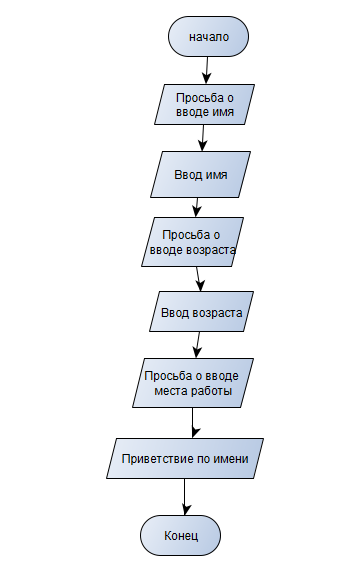 начало
Просьба о
вводе имя
Ввод имя
Просьба о
вводе возраста
Ввод возраста
Просьба о вводе
места работы
Приветствие по имени
Конец